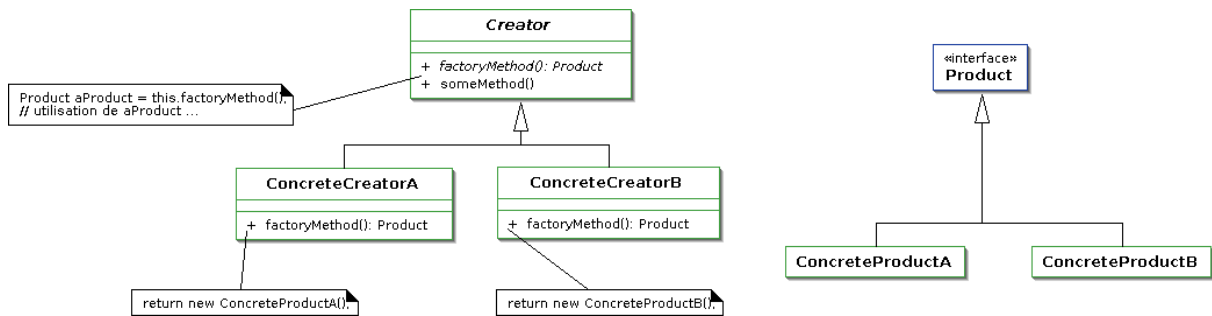 Creator
+ factoryMethod(): Product
+ someMethod()
«interface»
Product
Product aProduct = this.factoryMethod();
// utilisation de aProduct ...
ConcreteCreatorA
+ factoryMethod(): Product
ConcreteCreatorB
+ factoryMethod(): Product
ConcreteProductA
ConcreteProductB
return new ConcreteProductA();
return new ConcreteProductB();